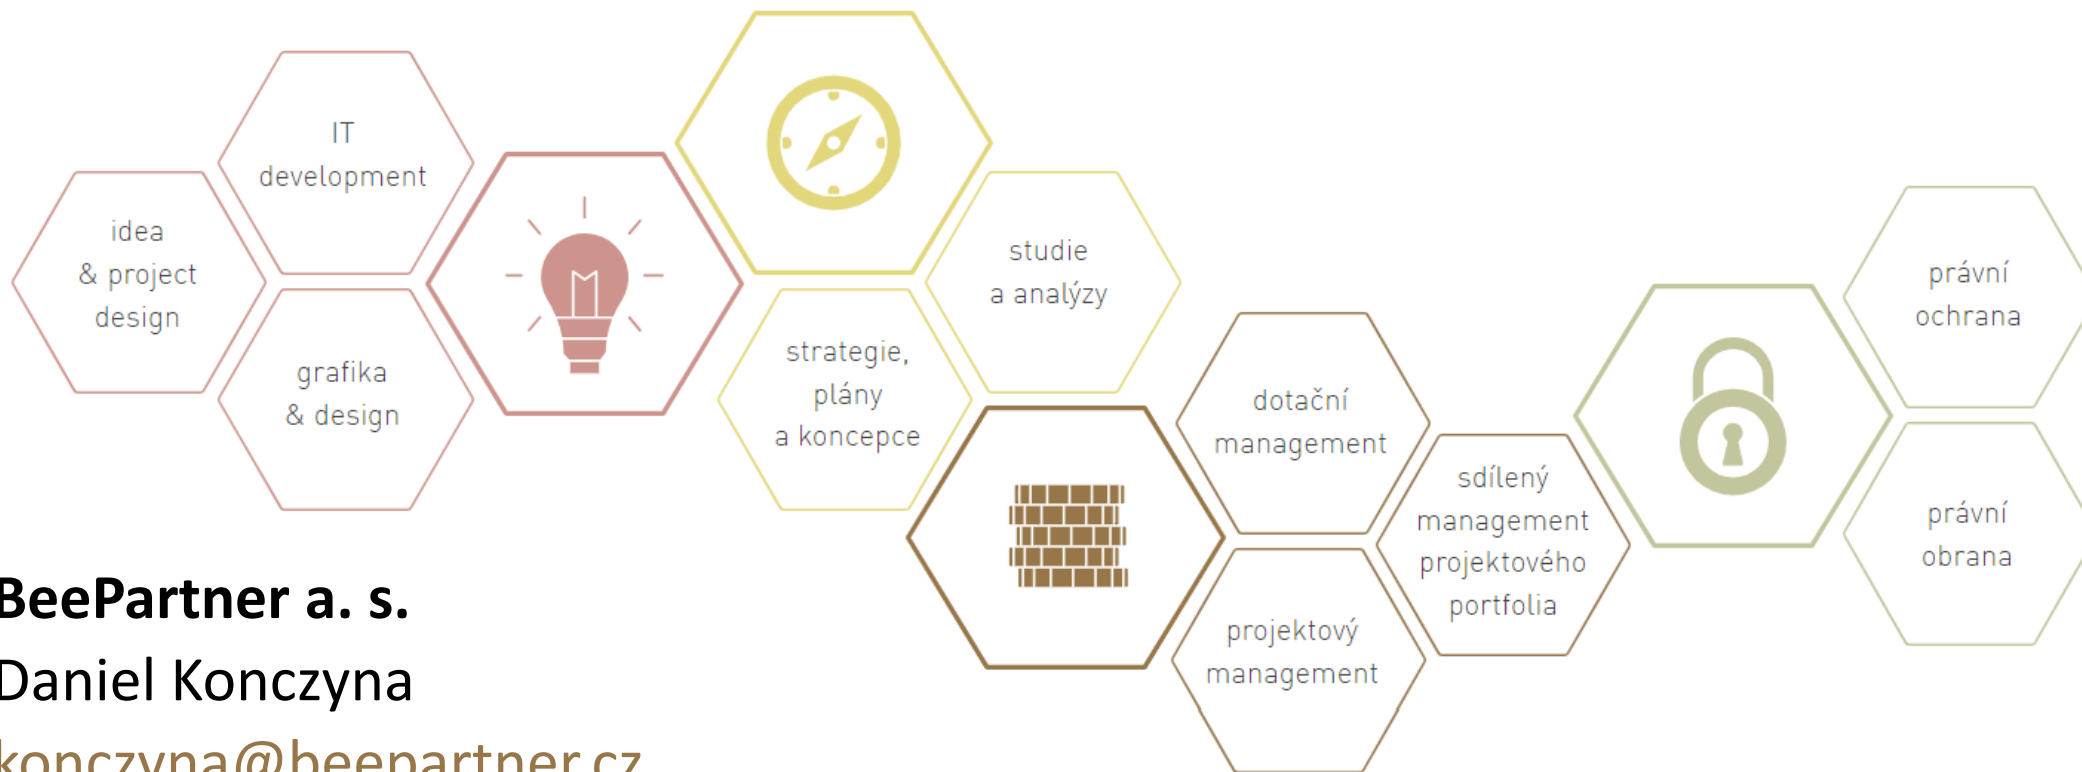 IT
development
idea
& project
design
grafika
& design
studie
a analýzy
strategie,
plány
a koncepce
dotační
management
sdílený
management
projektového
portfolia
projektový
management
právní
ochrana
právní
obrana
BeePartner a. s.
Daniel Konczyna
konczyna@beepartner.cz